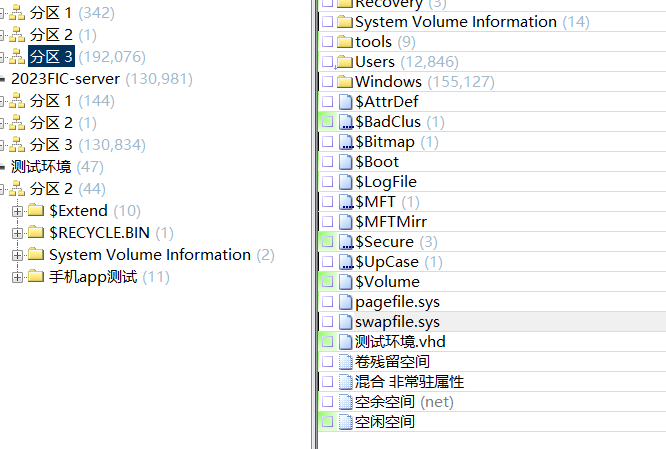 分区 1 (342)
分区 2 (1)
分区 3 (192,076)
2023FIC-server (130,981)
分区 1 (144)
分区 2 (1)
分区 3 (130,834)
测试环境 (47)
分区 2 (44)
$Extend (10)
$RECYCLE.BIN (1)
System Volume Information (2)
手机app测试 (11)
Recovery (3)
System Volume Information (14)
tools (9)
Users (12,846)
Windows (155,127)
$AttrDef
$BadClus (1)
$Bitmap (1)
$Boot
$LogFile
$MFT (1)
$MFTMirr
$Secure (3)
$UpCase (1)
$Volume
pagefile.sys
swapfile.sys
测试环境.vhd
卷残留空间
混合 非常驻属性
空余空间 (net)
空闲空间